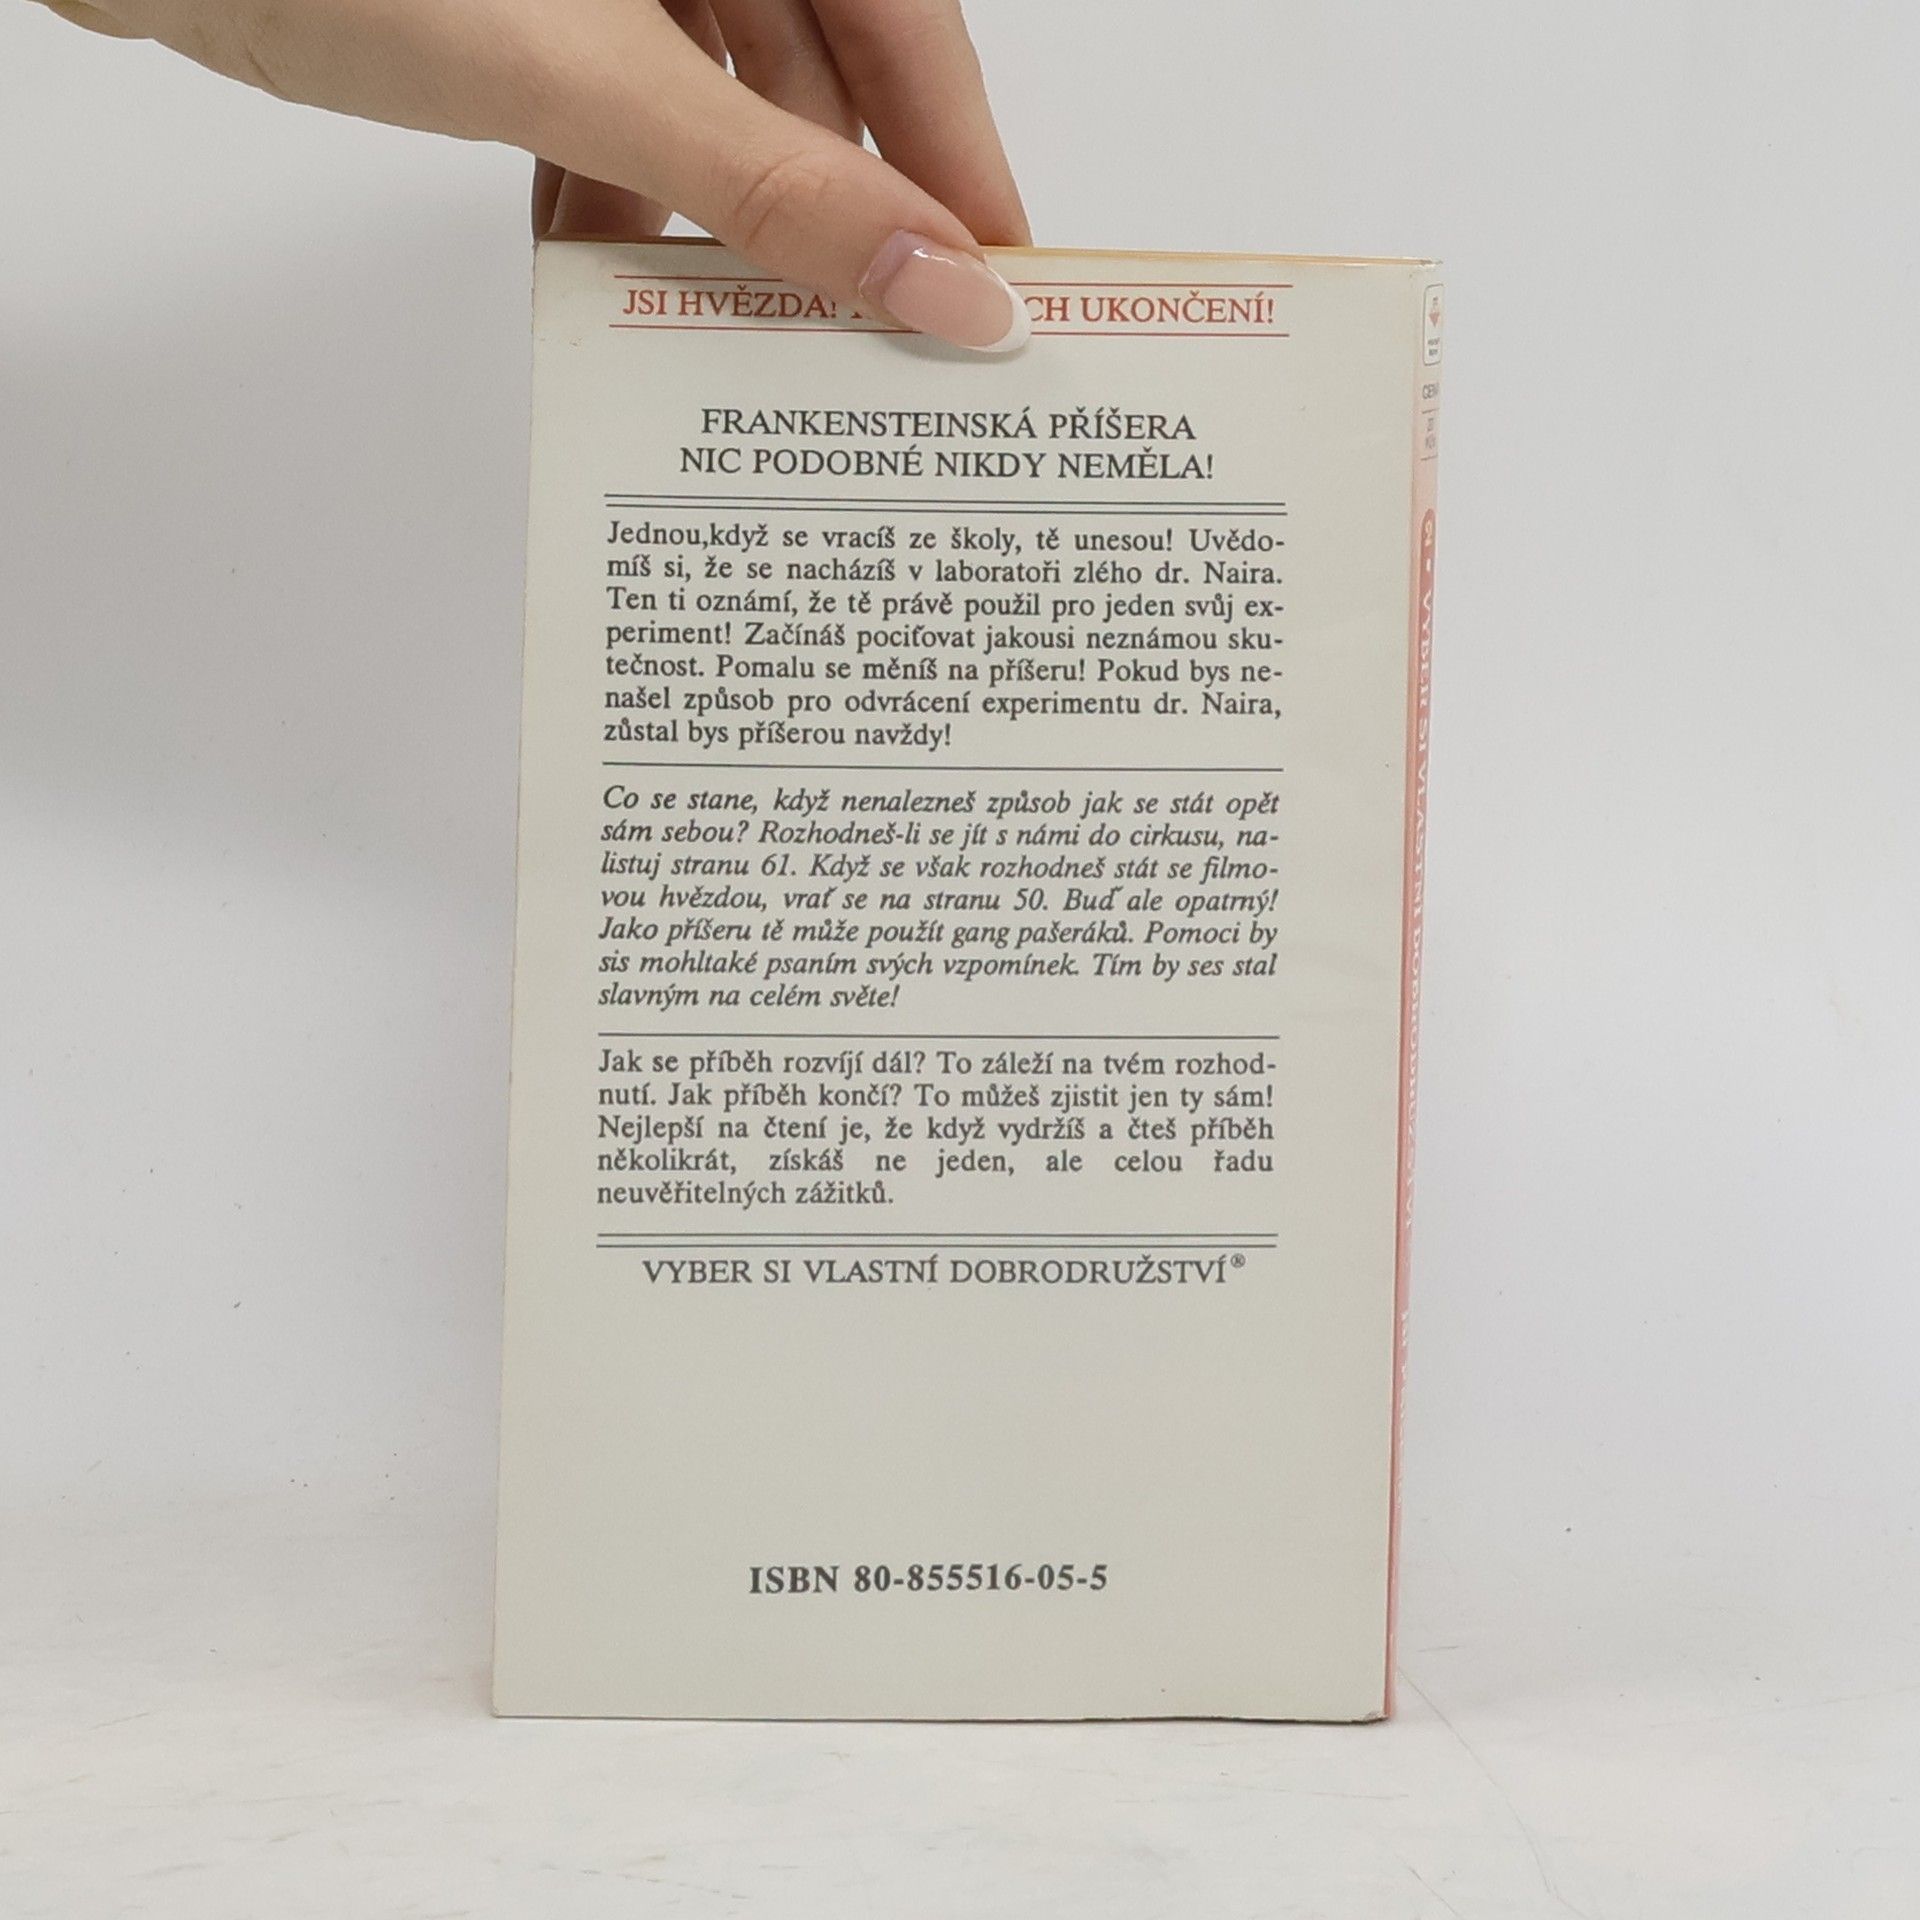 JSI HVĚZDA! CH UKONČENÍ!
FRANKENSTEINSKÁ PŘÍŠERA
NIC PODOBNÉ NIKDY NEMĚLA!
Jednou,když se vracíš ze školy, tě unesou! Uvědo-
míš si, že se nacházíš v laboratoři zlého dr. Naira.
Ten ti oznámí, že tě právě použil pro jeden svůj ex-
periment! Začínáš pociťovat jakousi neznámou sku-
tečnost. Pomalu se měníš na příšeru! Pokud bys ne-
našel způsob pro odvrácení experimentu dr. Naira,
zůstal bys příšerou navždy!
Co se stane, když nenalezneš způsob jak se stát opět
sám sebou? Rozhodneš-li se jít s námi do cirkusu, na-
listuj stranu 61. Když se však rozhodneš stát se filmo-
vou hvězdou, vrať se na stranu 50. Buď ale opatrný!
Jako příšeru tě může použít gang pašeráků. Pomoci by
sis mohltaké psaním svých vzpomínek. Tím by ses stal
slavným na celém světe!
Jak se příběh rozvíjí dál? To záleží na tvém rozhod-
nutí. Jak příběh končí? To můžeš zjistit jen ty sám!
Nejlepší na čtení je, že když vydržíš a čteš příběh
několikrát, získáš ne jeden, ale celou řadu
neuvěřitelných zážitků.
VYBER SI VLASTNÍ DOBRODRUŽSTVÍ®
ISBN 80-855516-05-5
VYBER SI VLASTNÍ DOBRODRUŽSTVÍ